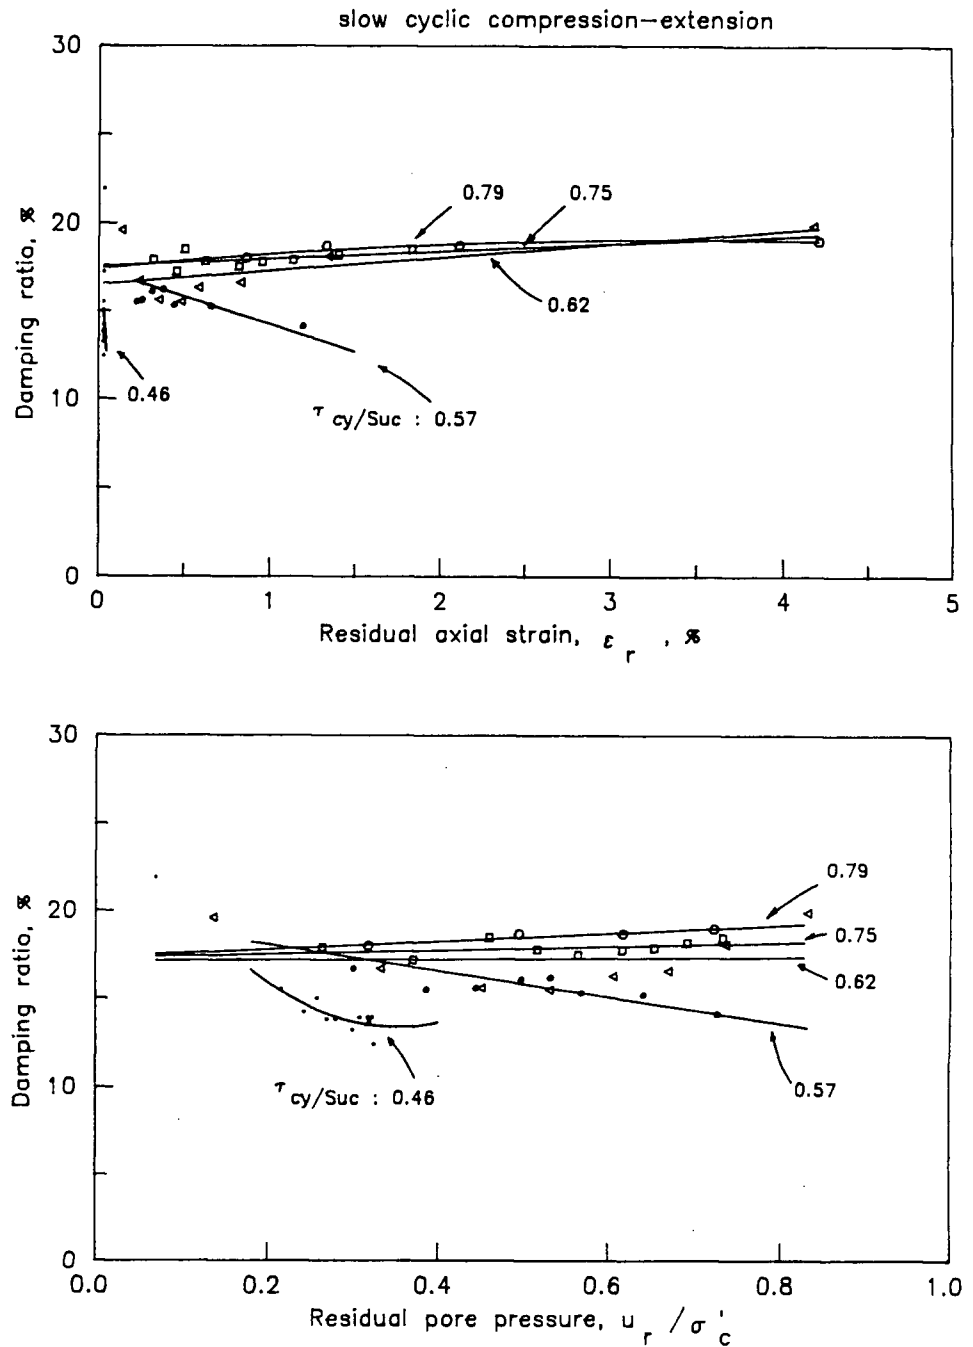 slow cyclic compression-extension
30
20
10
0
Damping ratio, %
0.79
0.75
0.62
0.46
τ cy/Suc : 0.57
0 1 2 3 4 5
Residual axial strain, ε r , %
30
20
10
0
Damping ratio, %
0.79
0.75
0.62
0.57
τ cy/Suc : 0.46
0.0 0.2 0.4 0.6 0.8 1.0
Residual pore pressure, u r / σ ' c